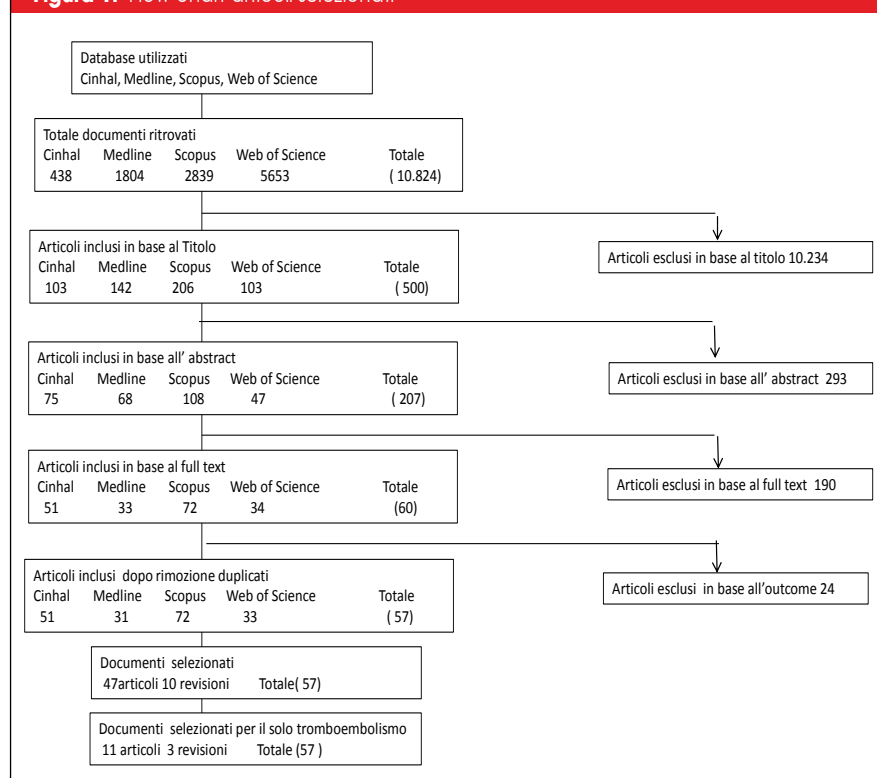 Database utilizzati
Cinhal, Medline, Scopus, Web of Science
Totale documenti ritrovati
Cinhal Medline Scopus Web of Science Totale
438 1804 2839 5653 ( 10.824)
Articoli inclusi in base al Titolo
Cinhal Medline Scopus Web of Science Totale
103 142 206 103 ( 500)
Articoli esclusi in base al titolo 10.234
Articoli inclusi in base all' abstract
Cinhal Medline Scopus Web of Science Totale
75 68 108 47 ( 207)
Articoli esclusi in base all' abstract 293
Articoli inclusi in base al full text
Cinhal Medline Scopus Web of Science Totale
51 33 72 34 (60)
Articoli esclusi in base al full text 190
Articoli inclusi dopo rimozione duplicati
Cinhal Medline Scopus Web of Science Totale
51 31 72 33 ( 57)
Articoli esclusi in base all'outcome 24
Documenti selezionati
47articoli 10 revisioni Totale( 57)
Documenti selezionati per il solo tromboembolismo
11 articoli 3 revisioni Totale (57 )